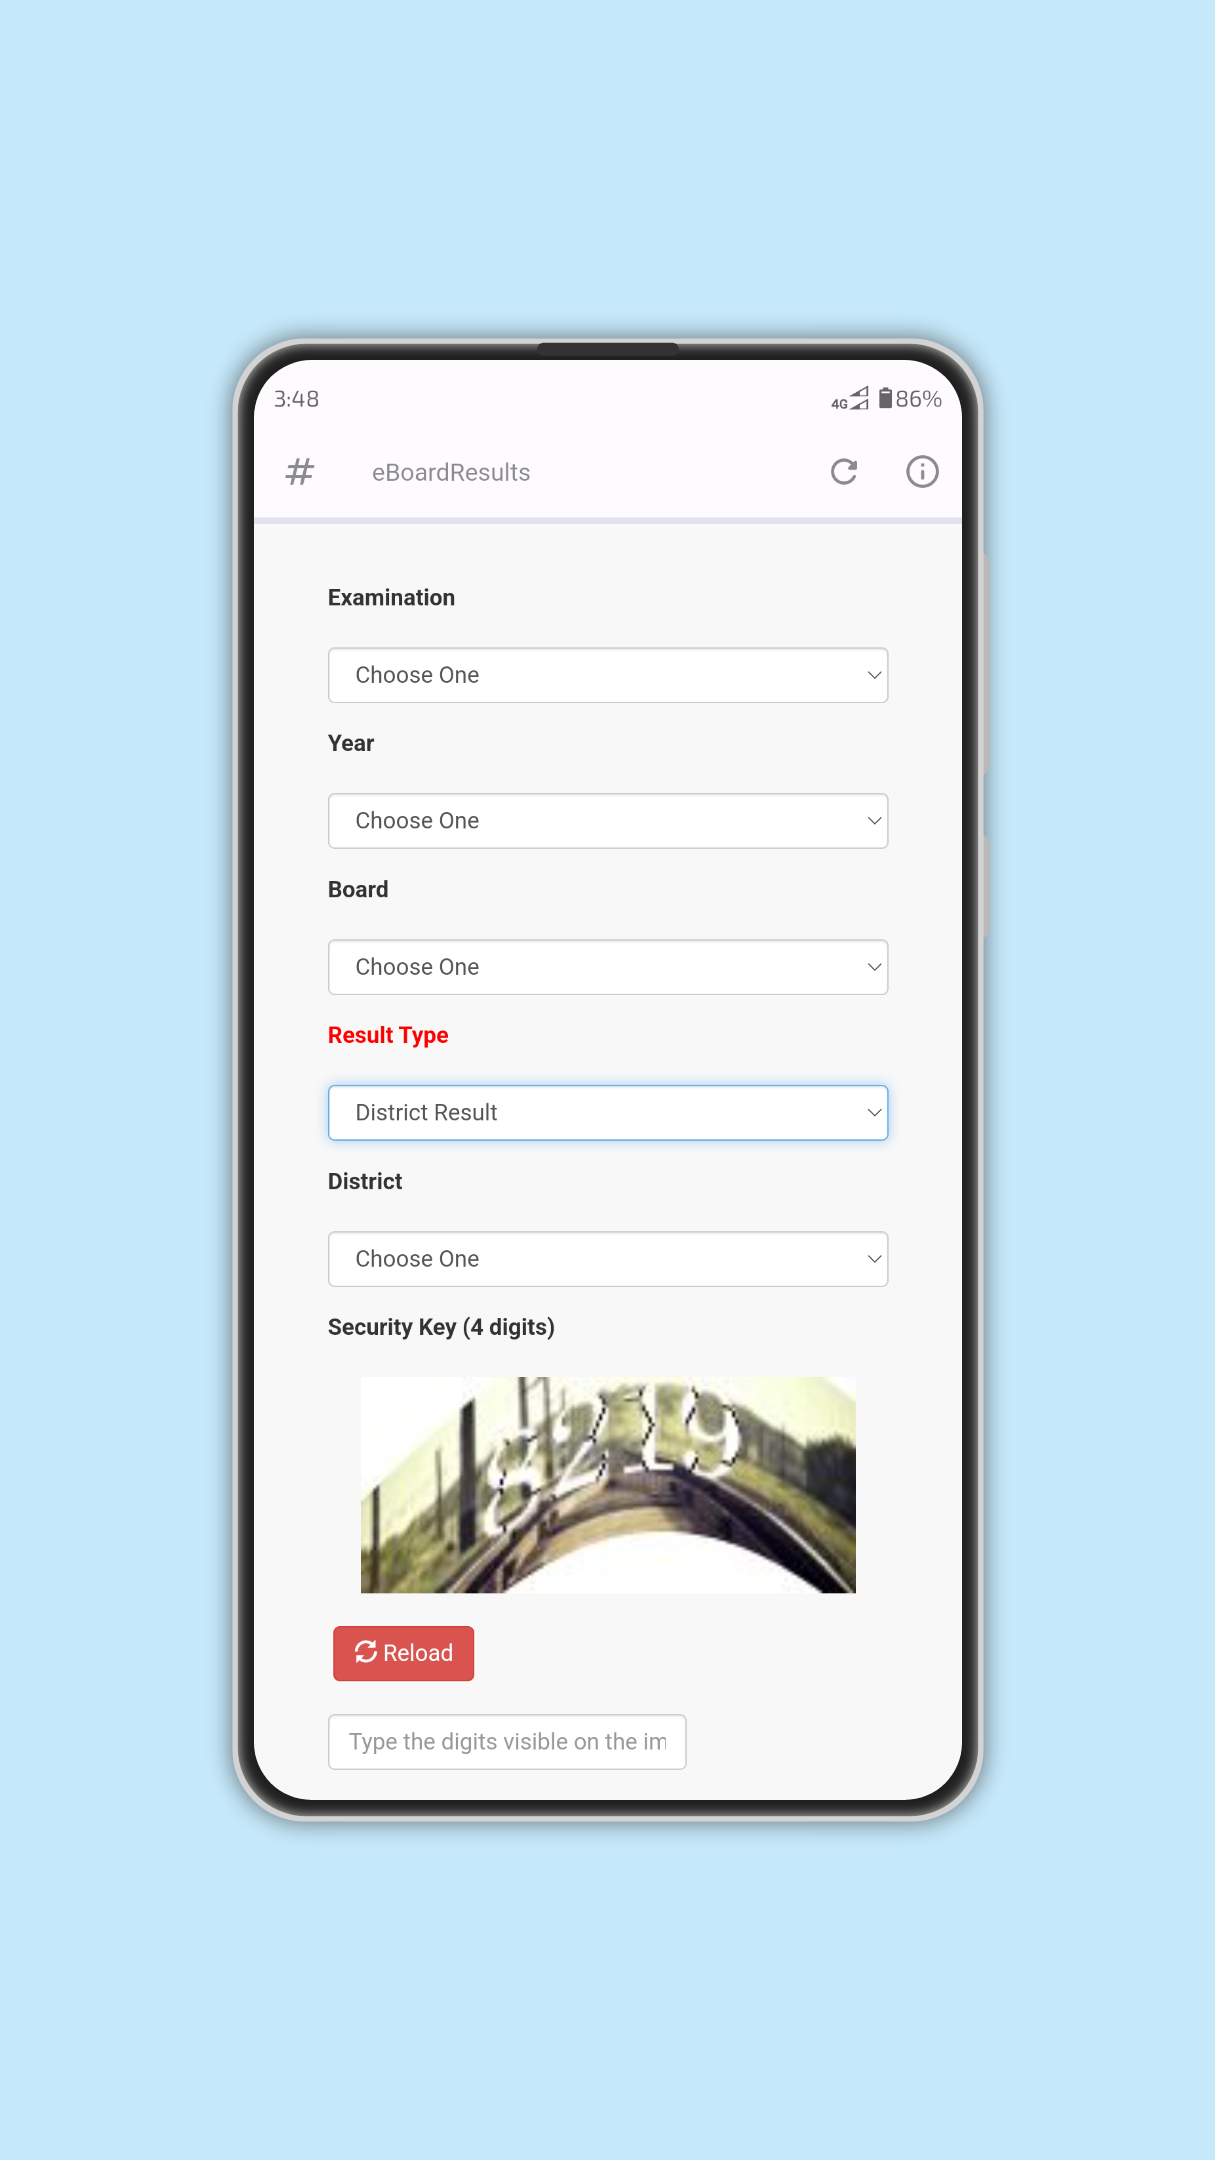 3:48
4G 86%
# eBoardResults
Examination
Choose One
Year
Choose One
Board
Choose One
Result Type
District Result
District
Choose One
Security Key (4 digits)
Reload
Type the digits visible on the im